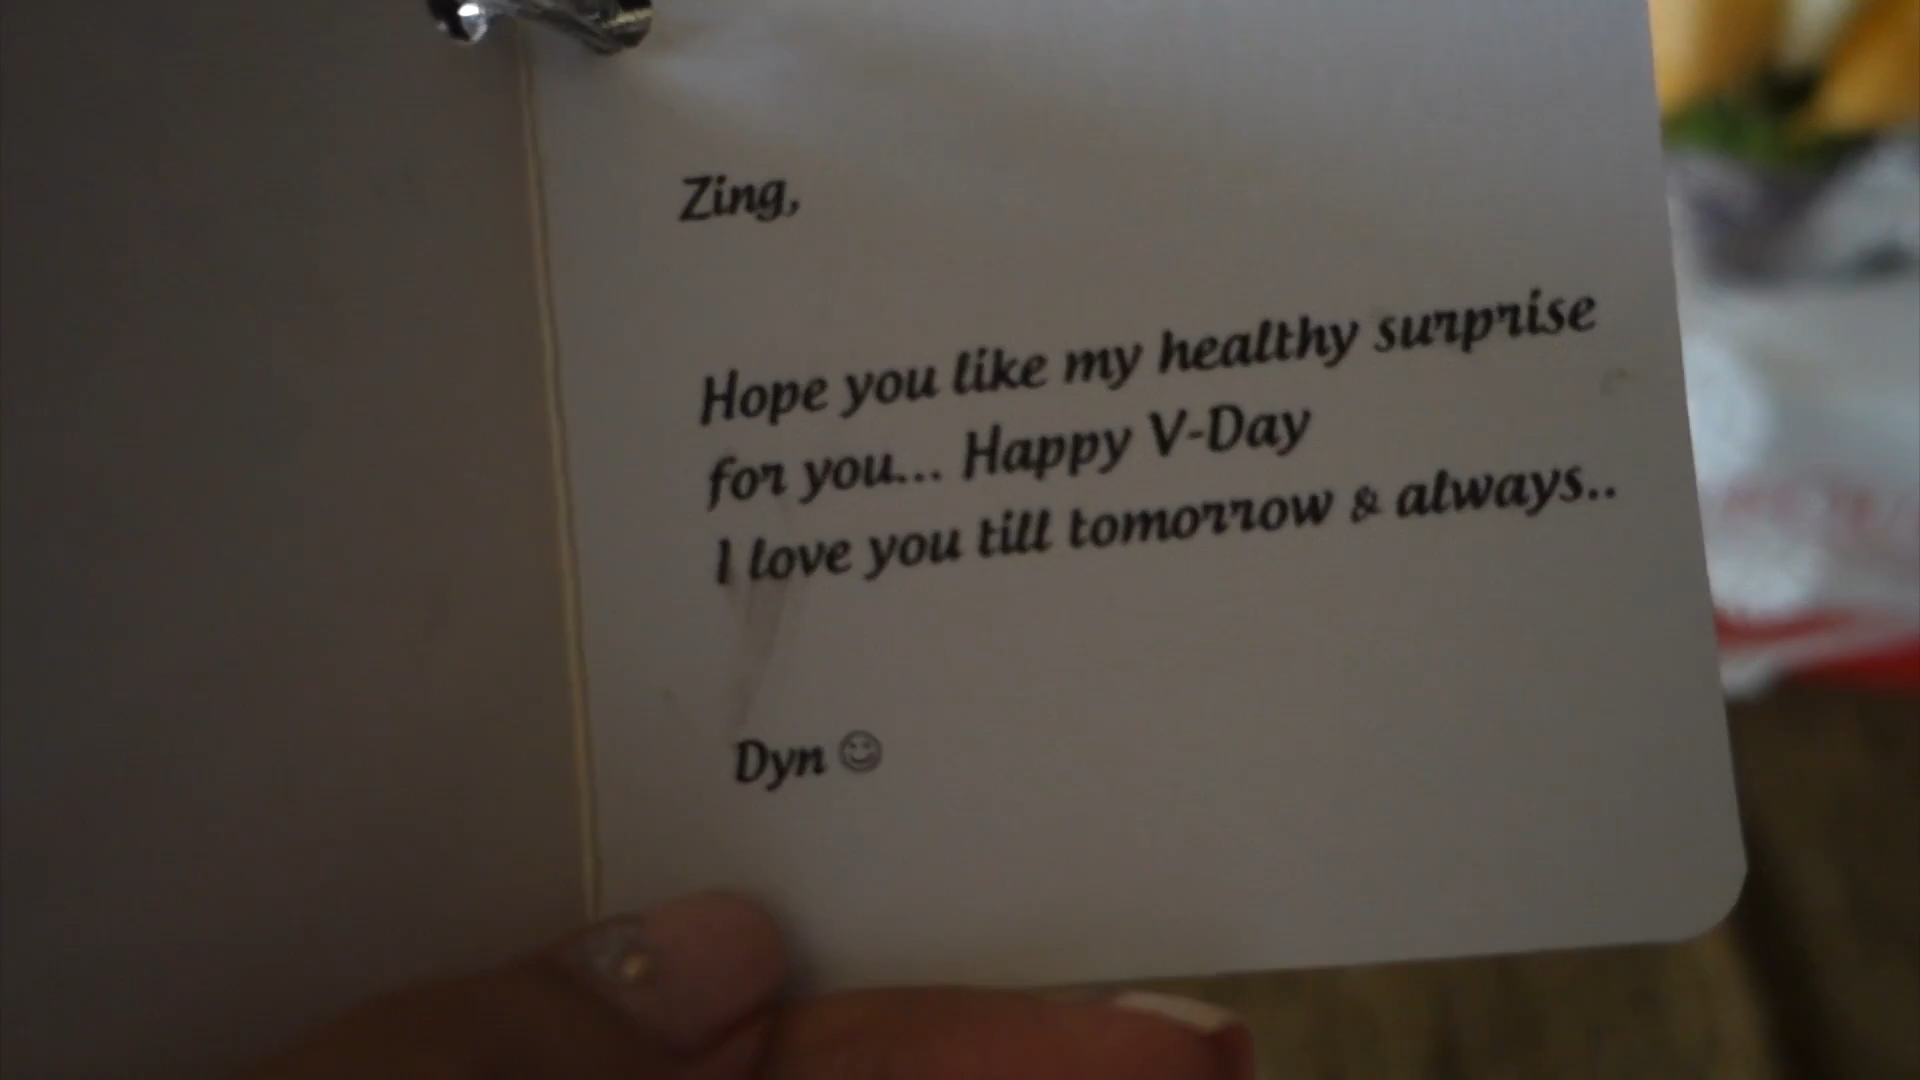 Zing,
Hope you like my healthy surprise
for you... Happy V-Day
I love you till tomorrow & always..
Dyn ☺